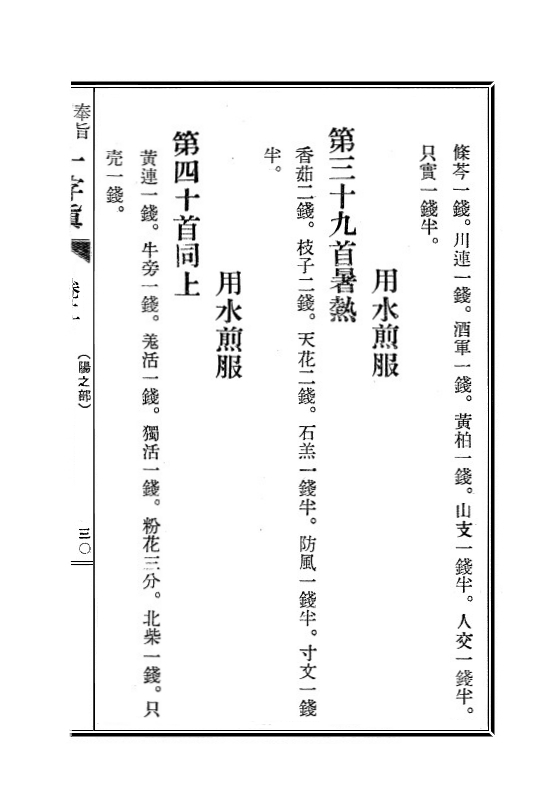 條芩一錢。川連一錢。酒軍一錢。黃柏一錢。山支一錢半。人交一錢半。
只實一錢半。
用水煎服
第三十九首暑熱
香茹二錢。枝子二錢。天花二錢。石羔一錢半。防風一錢半。寸文一錢
半。
用水煎服
第四十首同上
黃連一錢。牛旁一錢。羗活一錢。獨活一錢。粉花三分。北柴一錢。只
壳一錢。
奉旨
(陽之部)
三〇